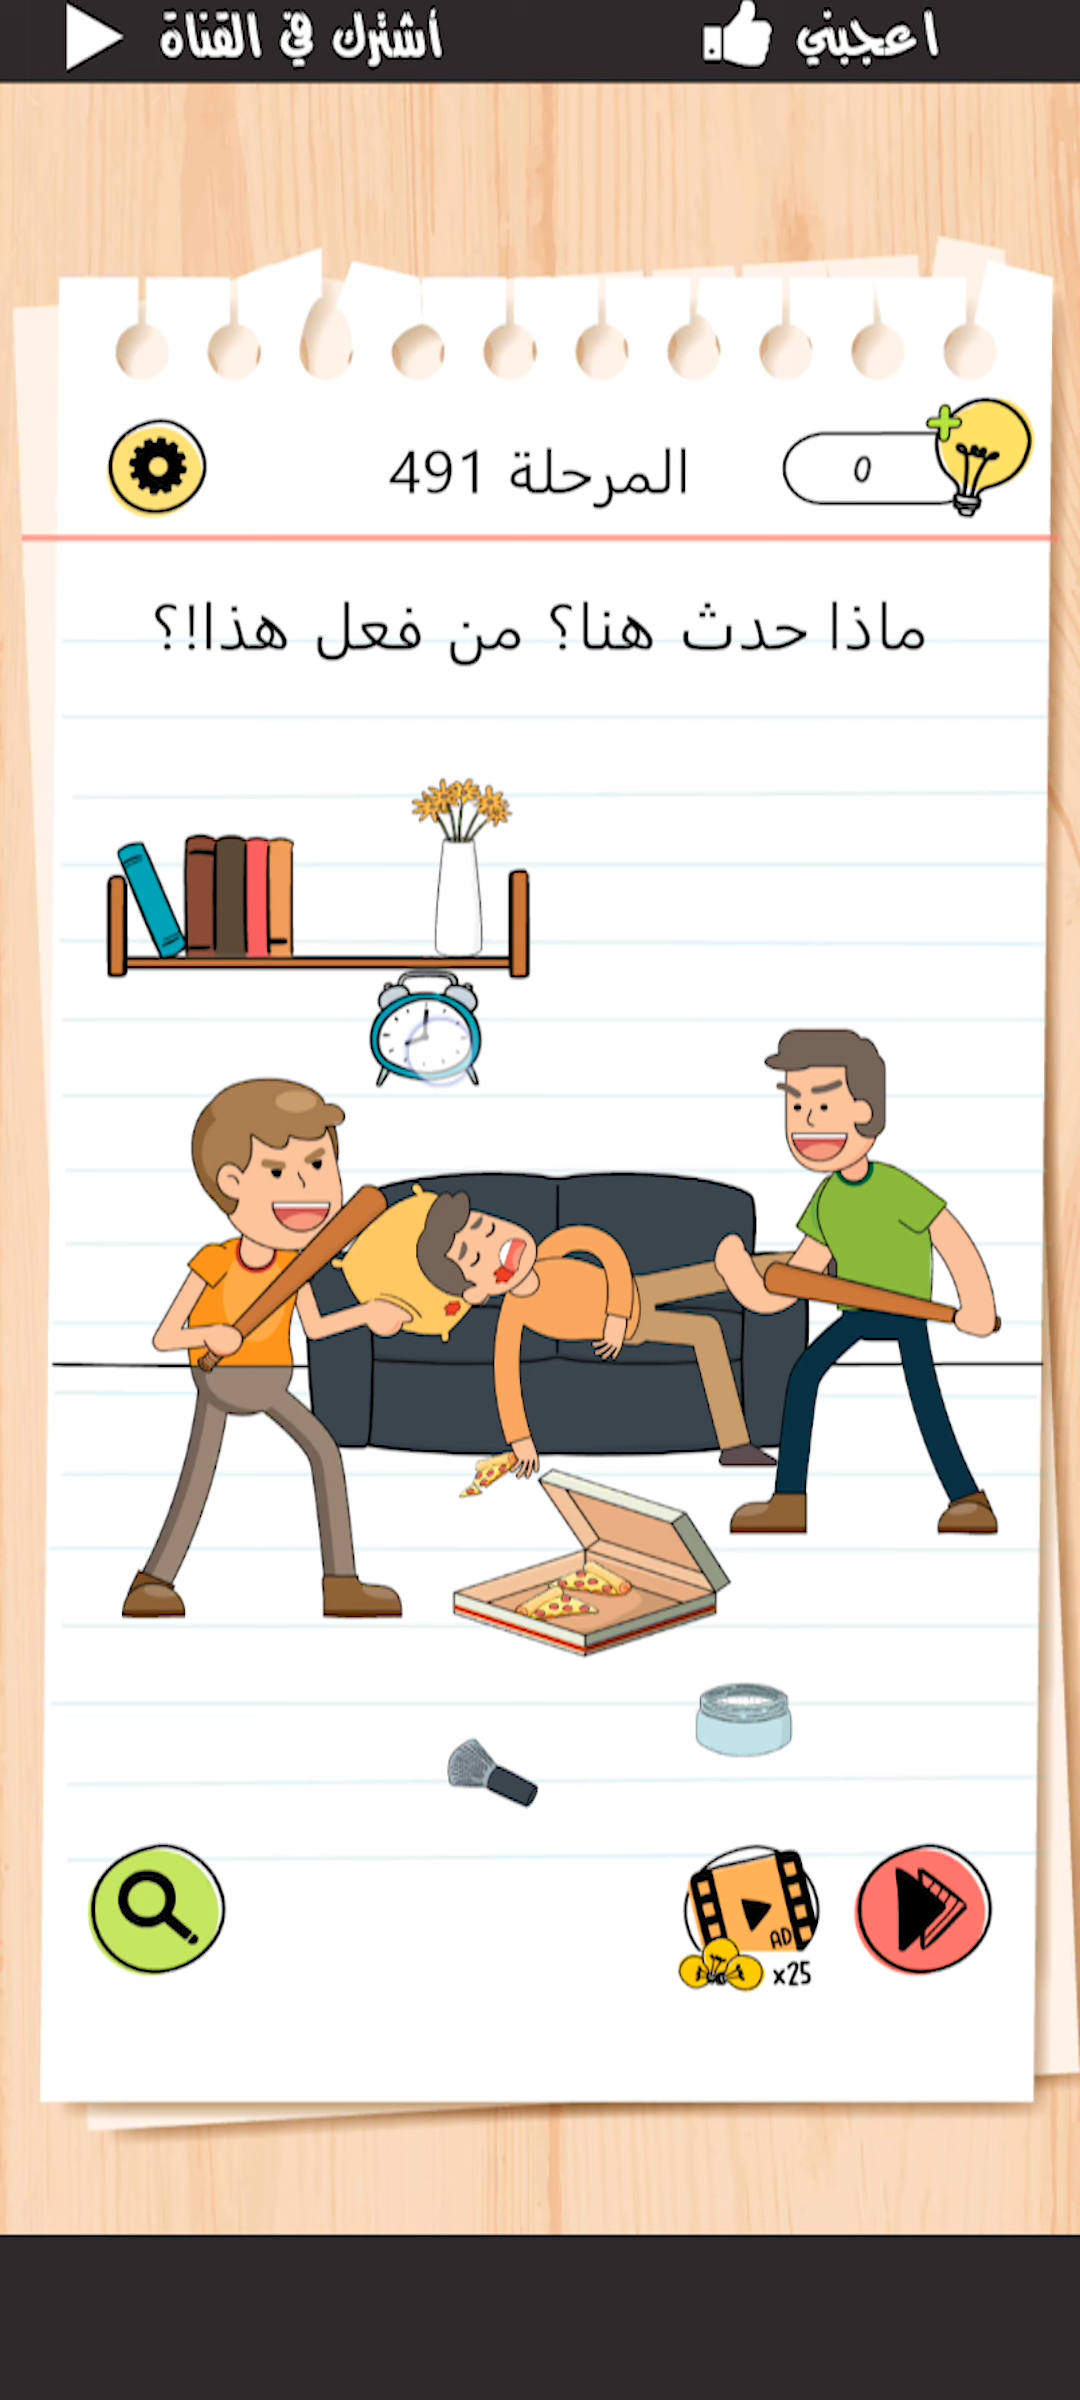 أشترك في القناة
اعجبني
المرحلة 491
0
ماذا حدث هنا؟ من فعل هذا!؟
AD
x25